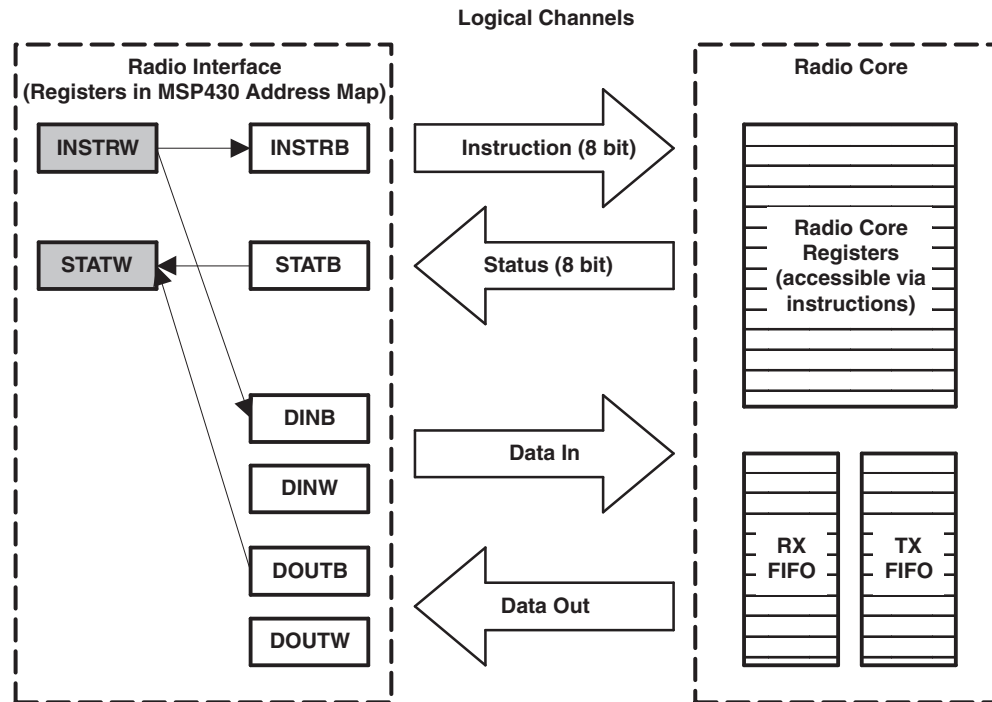 Logical Channels
Radio Interface
(Registers in MSP430 Address Map)
INSTRW
INSTRB
STATW
STATB
DINB
DINW
DOUTB
DOUTW
Instruction (8 bit)
Status (8 bit)
Data In
Data Out
Radio Core
Radio Core
Registers
(accessible via
instructions)
RX
FIFO
TX
FIFO